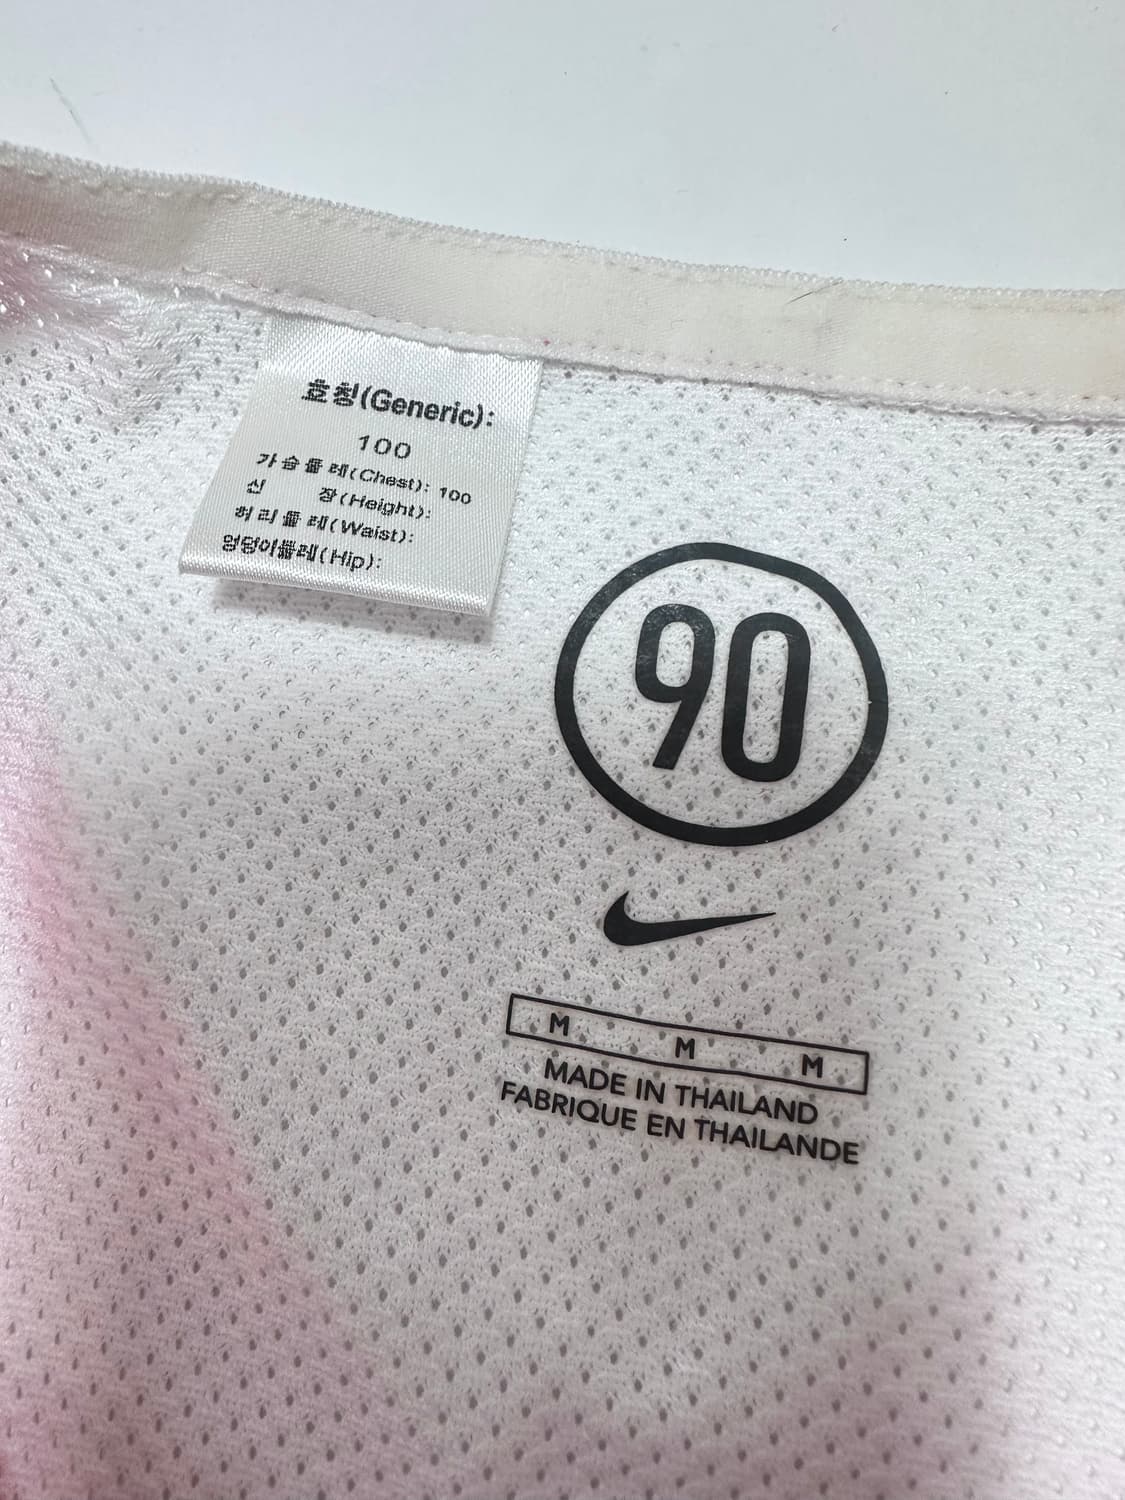 호칭(Generic):
100
가슴둘레(Chest): 100
신 장(Height):
허리둘레(Waist):
엉덩이둘레(Hip):
90
M M M
MADE IN THAILAND
FABRIQUE EN THAILANDE